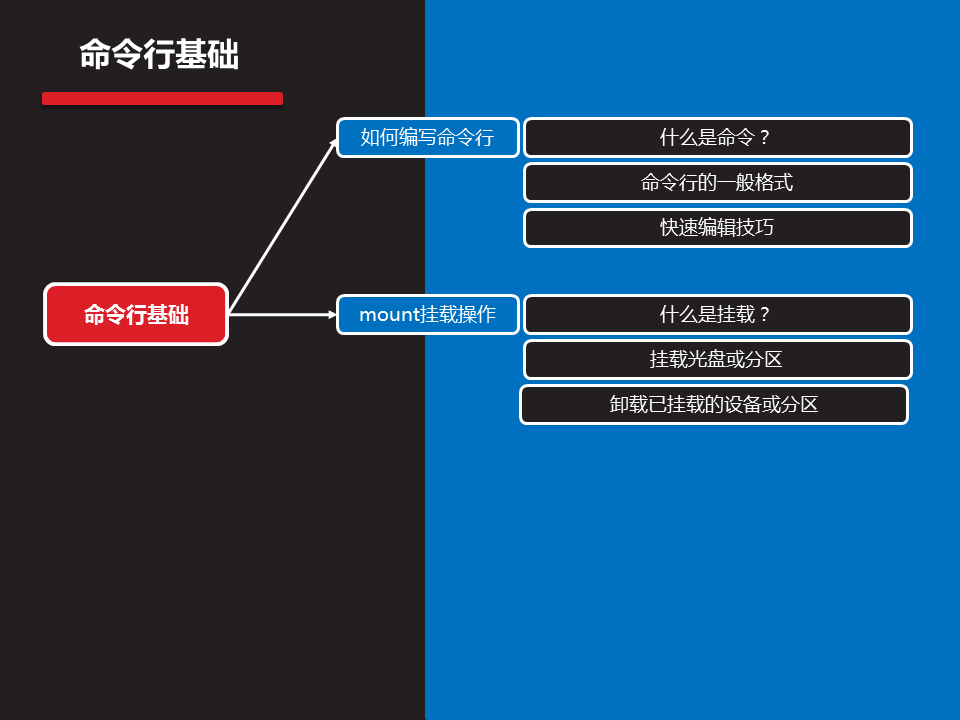 命令行基础
如何编写命令行
什么是命令？
命令行的一般格式
快速编辑技巧
命令行基础
mount挂载操作
什么是挂载？
挂载光盘或分区
卸载已挂载的设备或分区